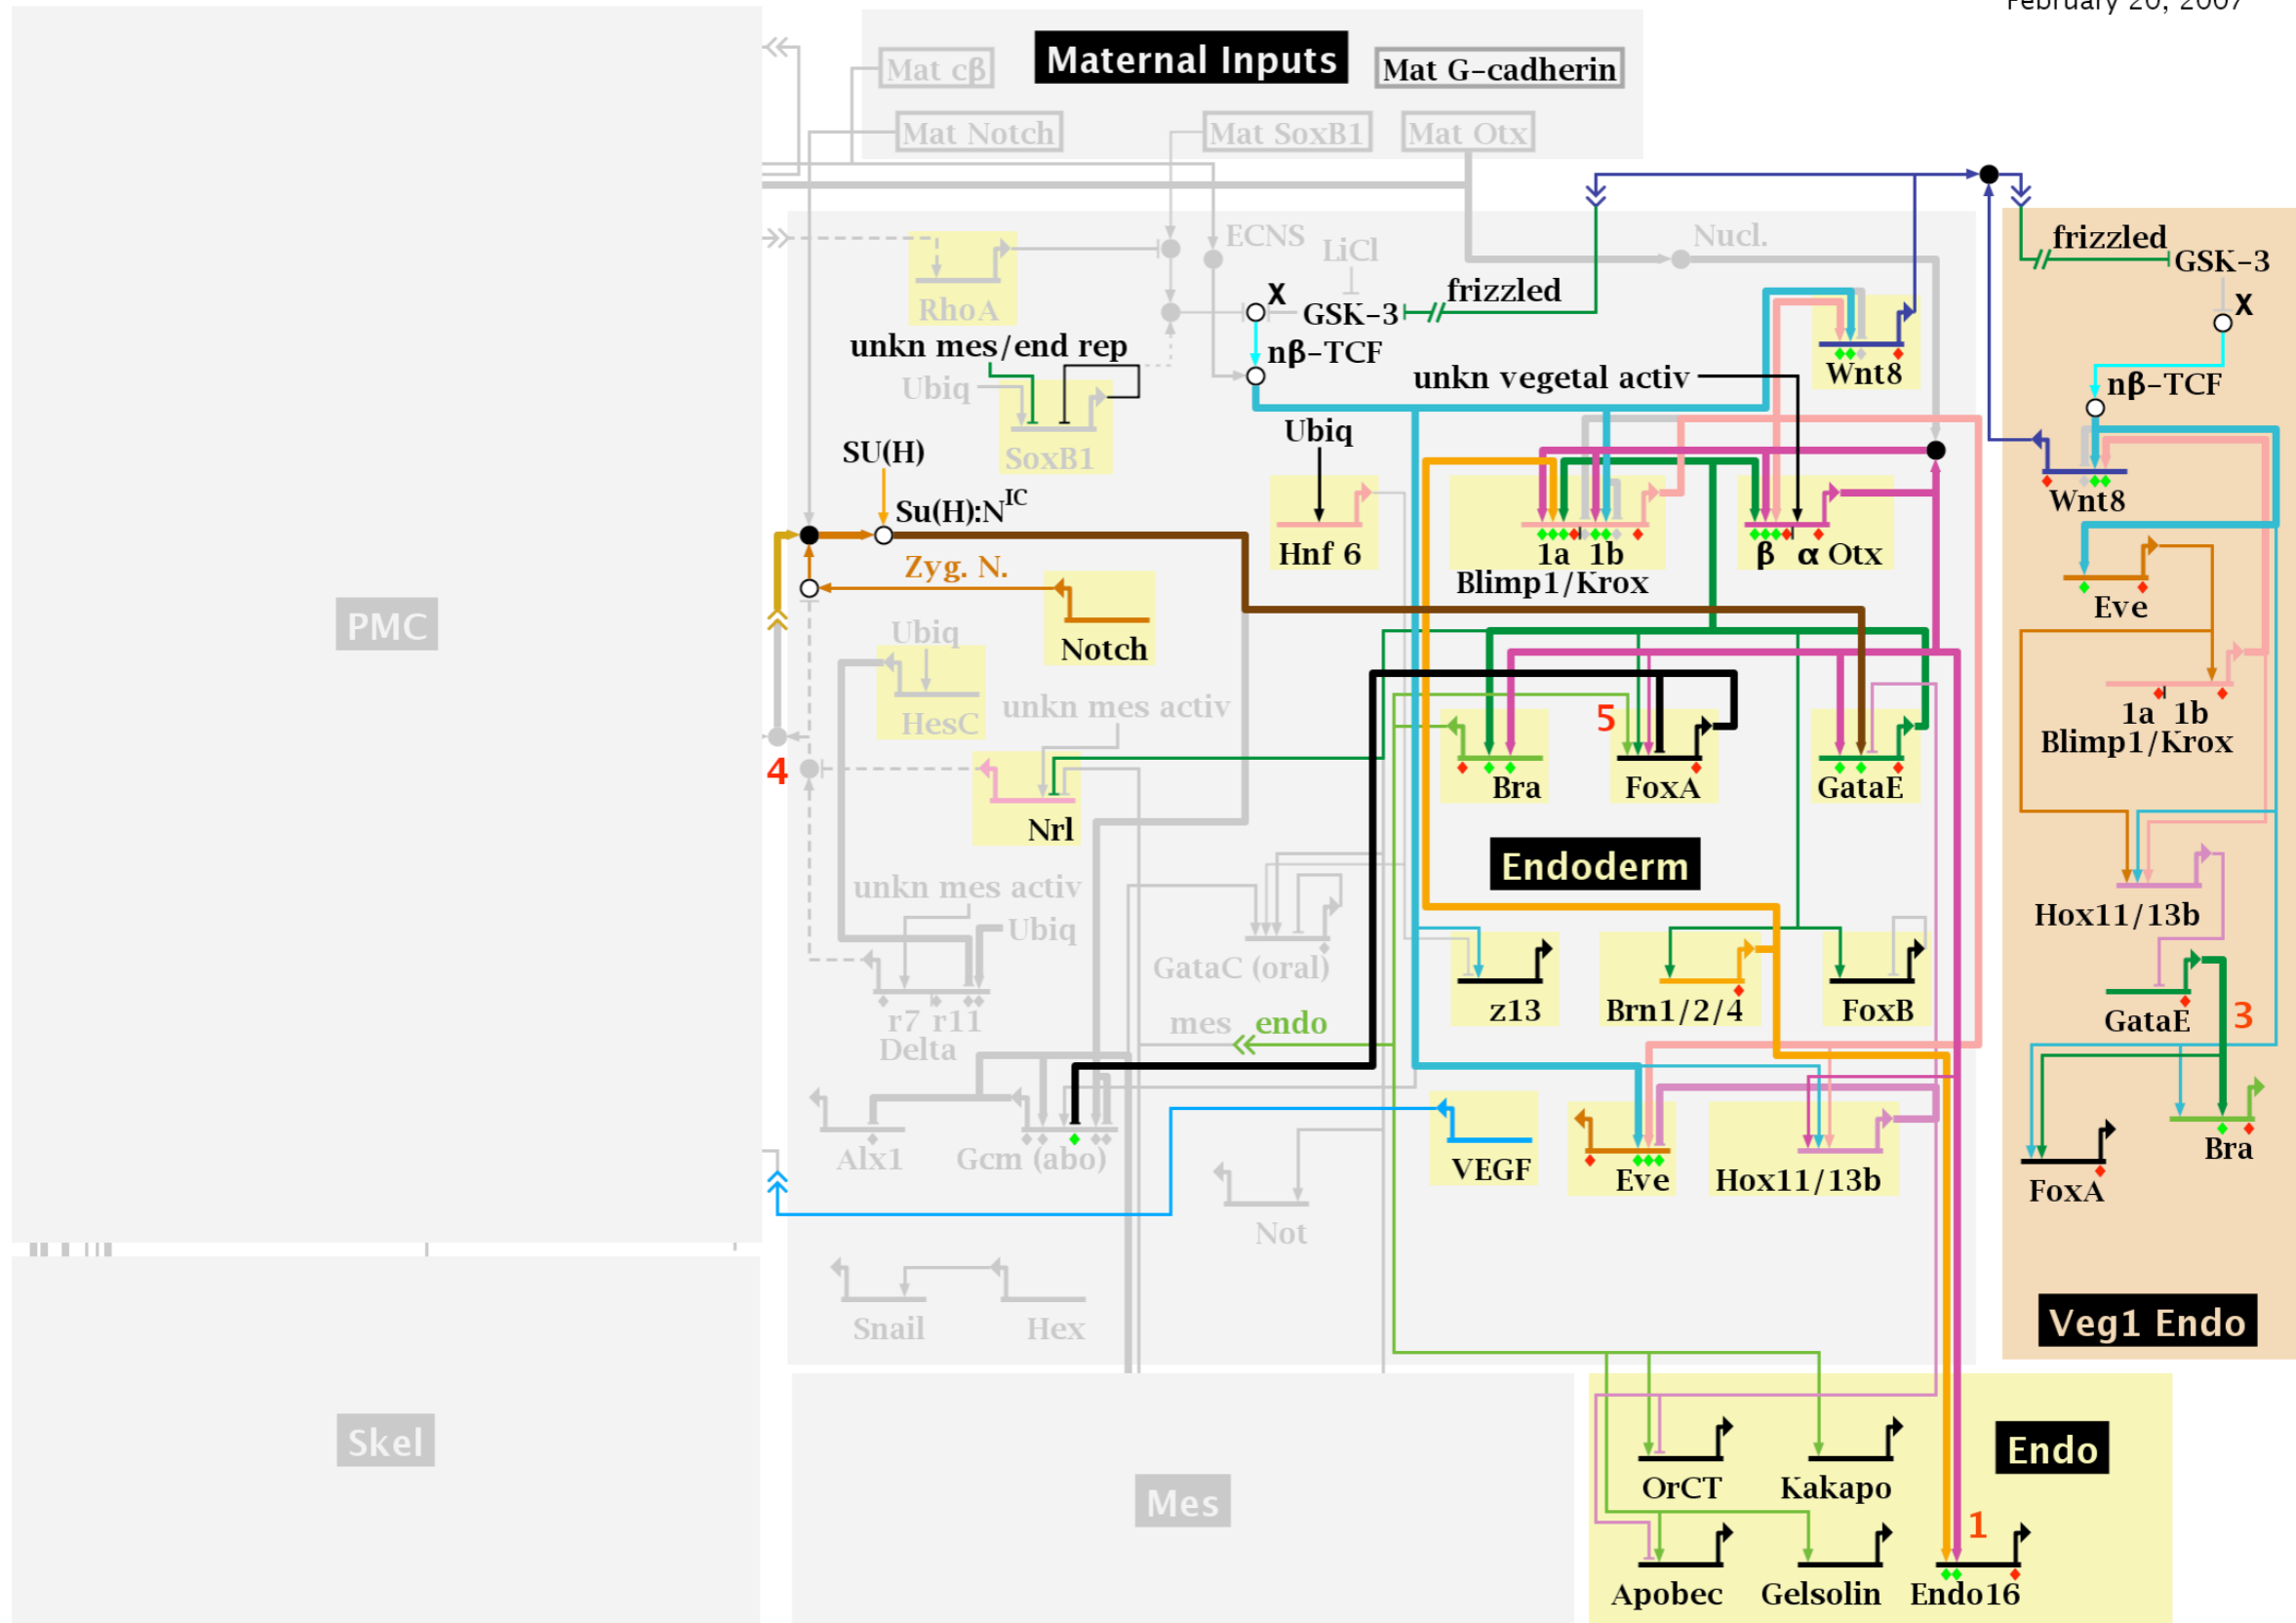 February 20, 2007
Maternal Inputs
Mat cβ
Mat G-cadherin
Mat Notch
Mat SoxB1
Mat Otx
ECNS
LiCl
Nucl.
frizzled
GSK-3
X
RhoA
X
GSK-3
frizzled
unkn mes/end rep
nβ-TCF
Wnt8
nβ-TCF
Ubiq
unkn vegetal activ
SoxB1
SU(H)
Ubiq
Wnt8
Su(H):N^IC
Hnf 6
1a 1b
Blimp1/Krox
β α Otx
Zyg. N.
Eve
PMC
Ubiq
Notch
HesC
unkn mes activ
5
1a 1b
Blimp1/Krox
4
Bra
FoxA
GataE
Nrl
Endoderm
unkn mes activ
Ubiq
Hox11/13b
GataC (oral)
r7 r11
Delta
z13
Brn1/2/4
FoxB
mes endo
GataE
3
Alx1
Gcm (abo)
VEGF
Eve
Hox11/13b
Bra
FoxA
Not
Snail
Hex
Veg1 Endo
Skel
Mes
OrCT
Kakapo
Endo
1
Apobec
Gelsolin
Endo16